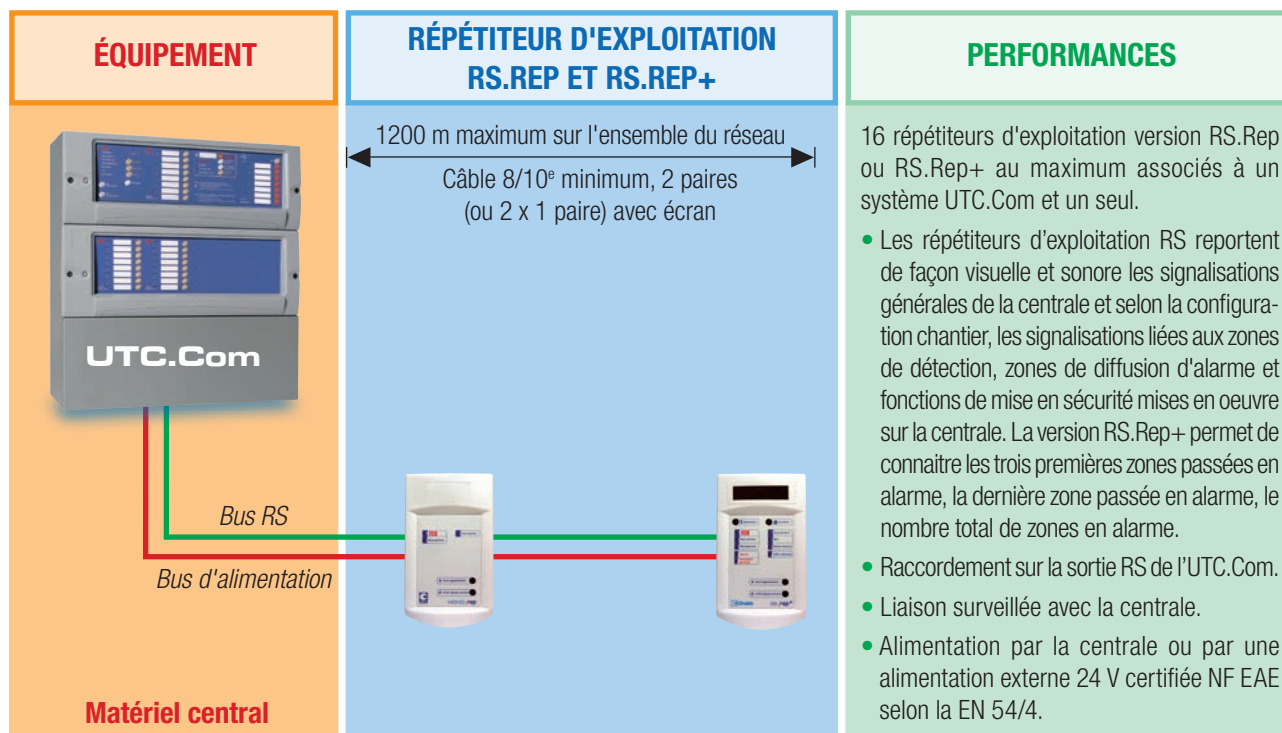 ÉQUIPEMENT
RÉPÉTITEUR D'EXPLOITATION
RS.REP ET RS.REP+
PERFORMANCES
UTC.Com
Matériel central
1200 m maximum sur l'ensemble du réseau
Câble 8/10e minimum, 2 paires
(ou 2 x 1 paire) avec écran
Bus RS
Bus d'alimentation
16 répétiteurs d'exploitation version RS.Rep
ou RS.Rep+ au maximum associés à un
système UTC.Com et un seul.
• Les répétiteurs d'exploitation RS reportent
de façon visuelle et sonore les signalisations
générales de la centrale et selon la configura-
tion chantier, les signalisations liées aux zones
de détection, zones de diffusion d'alarme et
fonctions de mise en sécurité mises en oeuvre
sur la centrale. La version RS.Rep+ permet de
connaitre les trois premières zones passées en
alarme, la dernière zone passée en alarme, le
nombre total de zones en alarme.
• Raccordement sur la sortie RS de l'UTC.Com.
• Liaison surveillée avec la centrale.
• Alimentation par la centrale ou par une
alimentation externe 24 V certifiée NF EAE
selon la EN 54/4.